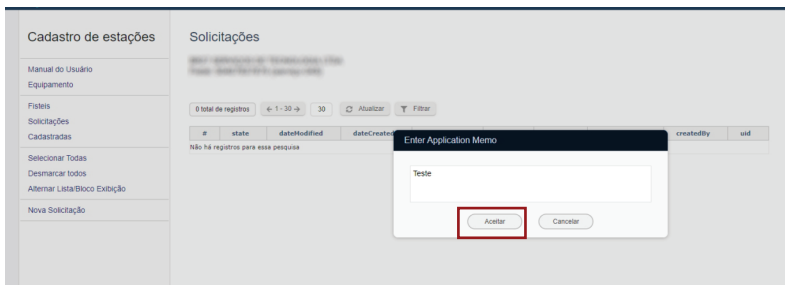 Cadastro de estações
Manual do Usuário
Equipamento
Fisteis
Solicitações
Cadastradas
Selecionar Todas
Desmarcar todos
Alternar Lista/Bloco Exibição
Nova Solicitação
Solicitações
0 total de registros ← 1 - 30 → 30 Atualizar Filtrar
# state dateModified dateCreated createdBy uid
Não há registros para essa pesquisa
Enter Application Memo
Teste
Aceitar Cancelar